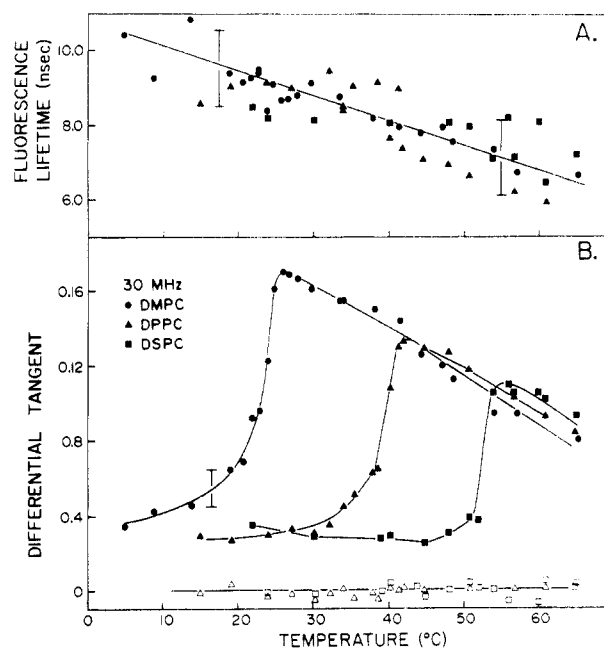 A.
FLUORESCENCE
LIFETIME (nsec)
10.0
8.0
6.0
B.
30 MHz
DMPC
DPPC
DSPC
DIFFERENTIAL TANGENT
0.16
0.12
0.8
0.4
0
0 10 20 30 40 50 60
TEMPERATURE (°C)